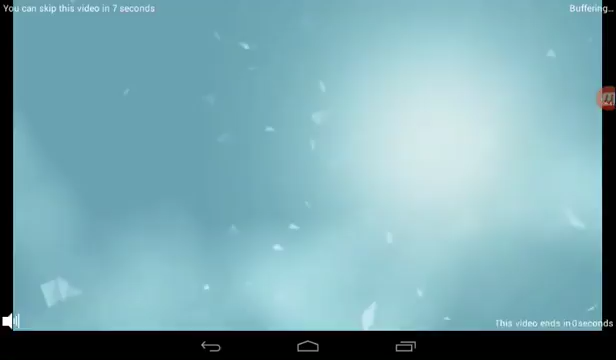 You can skip this video in 7 seconds
Buffering...
This video ends in 0 seconds